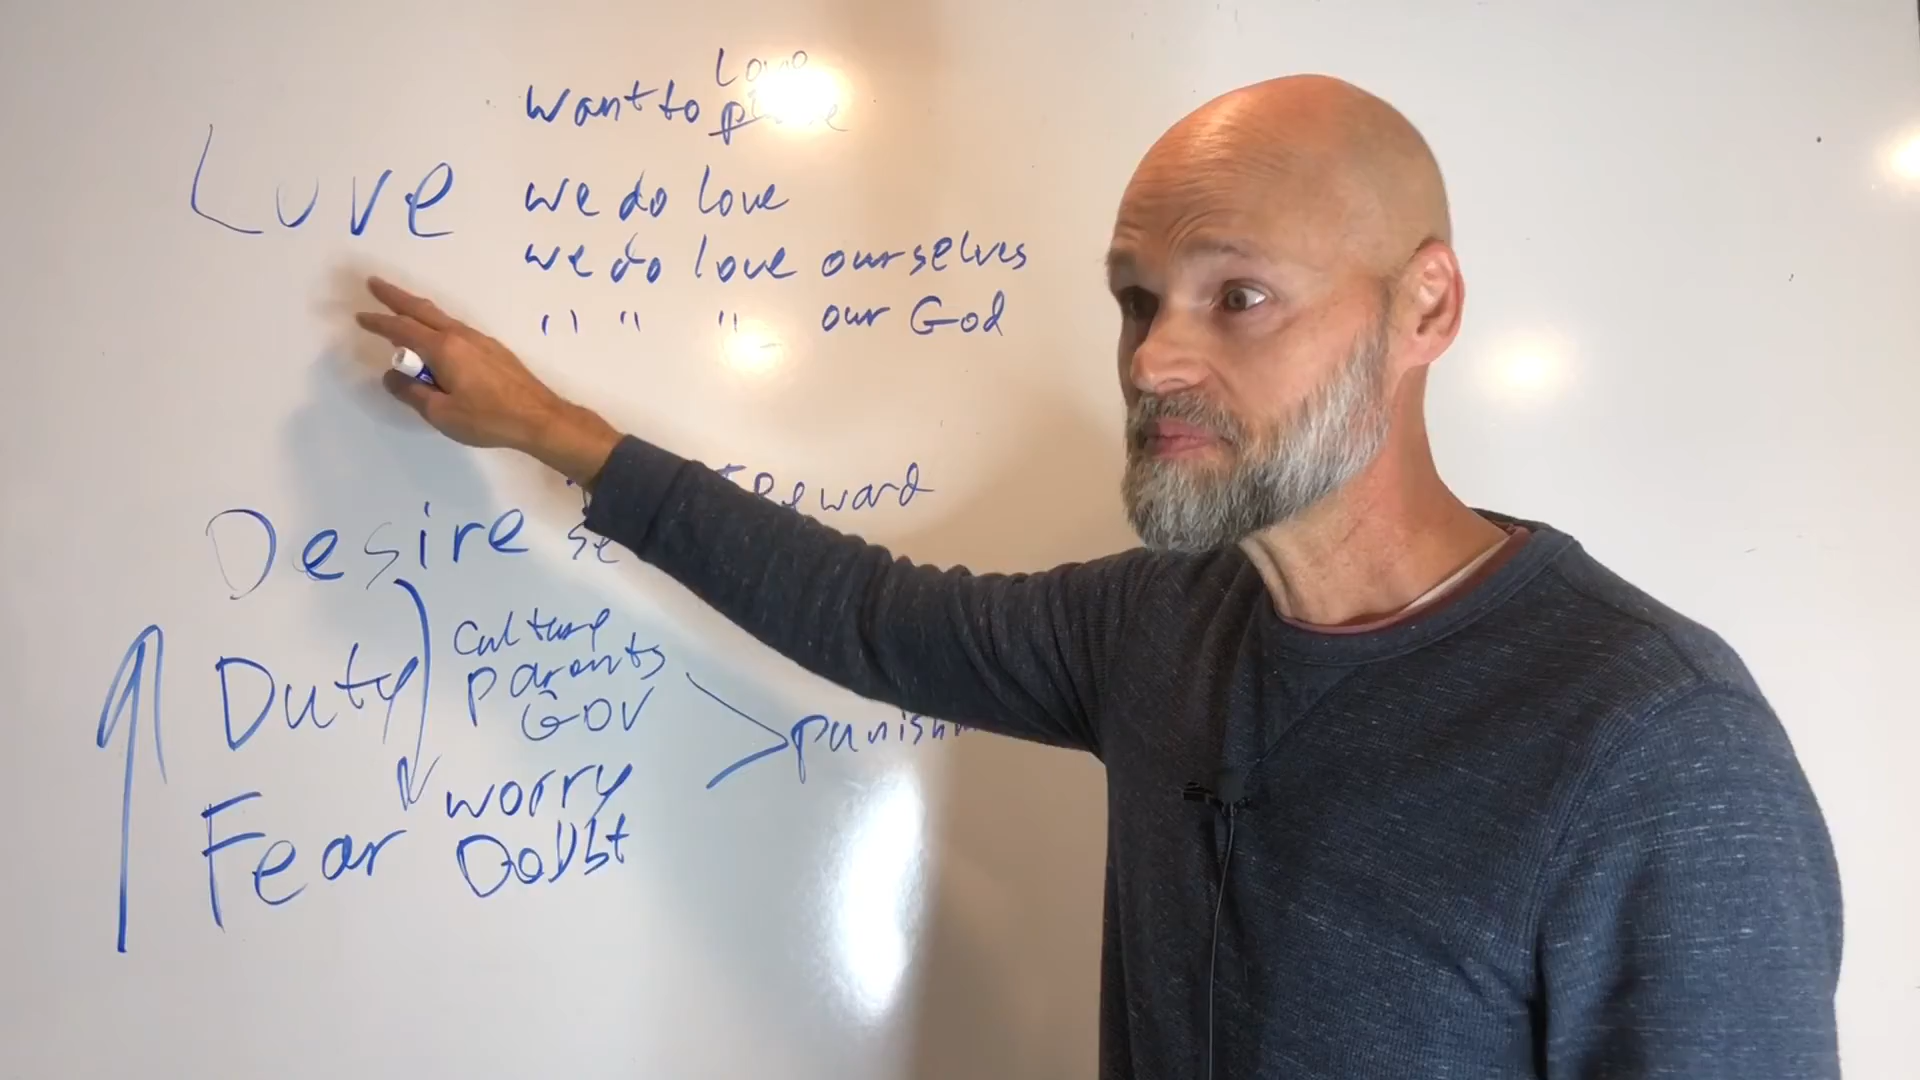 Love
want to Love
we do love
we do love ourselves
" " " our God
Desire
Reward
Duty
Culture
Parents
GOV
Fear
worry
Doubt